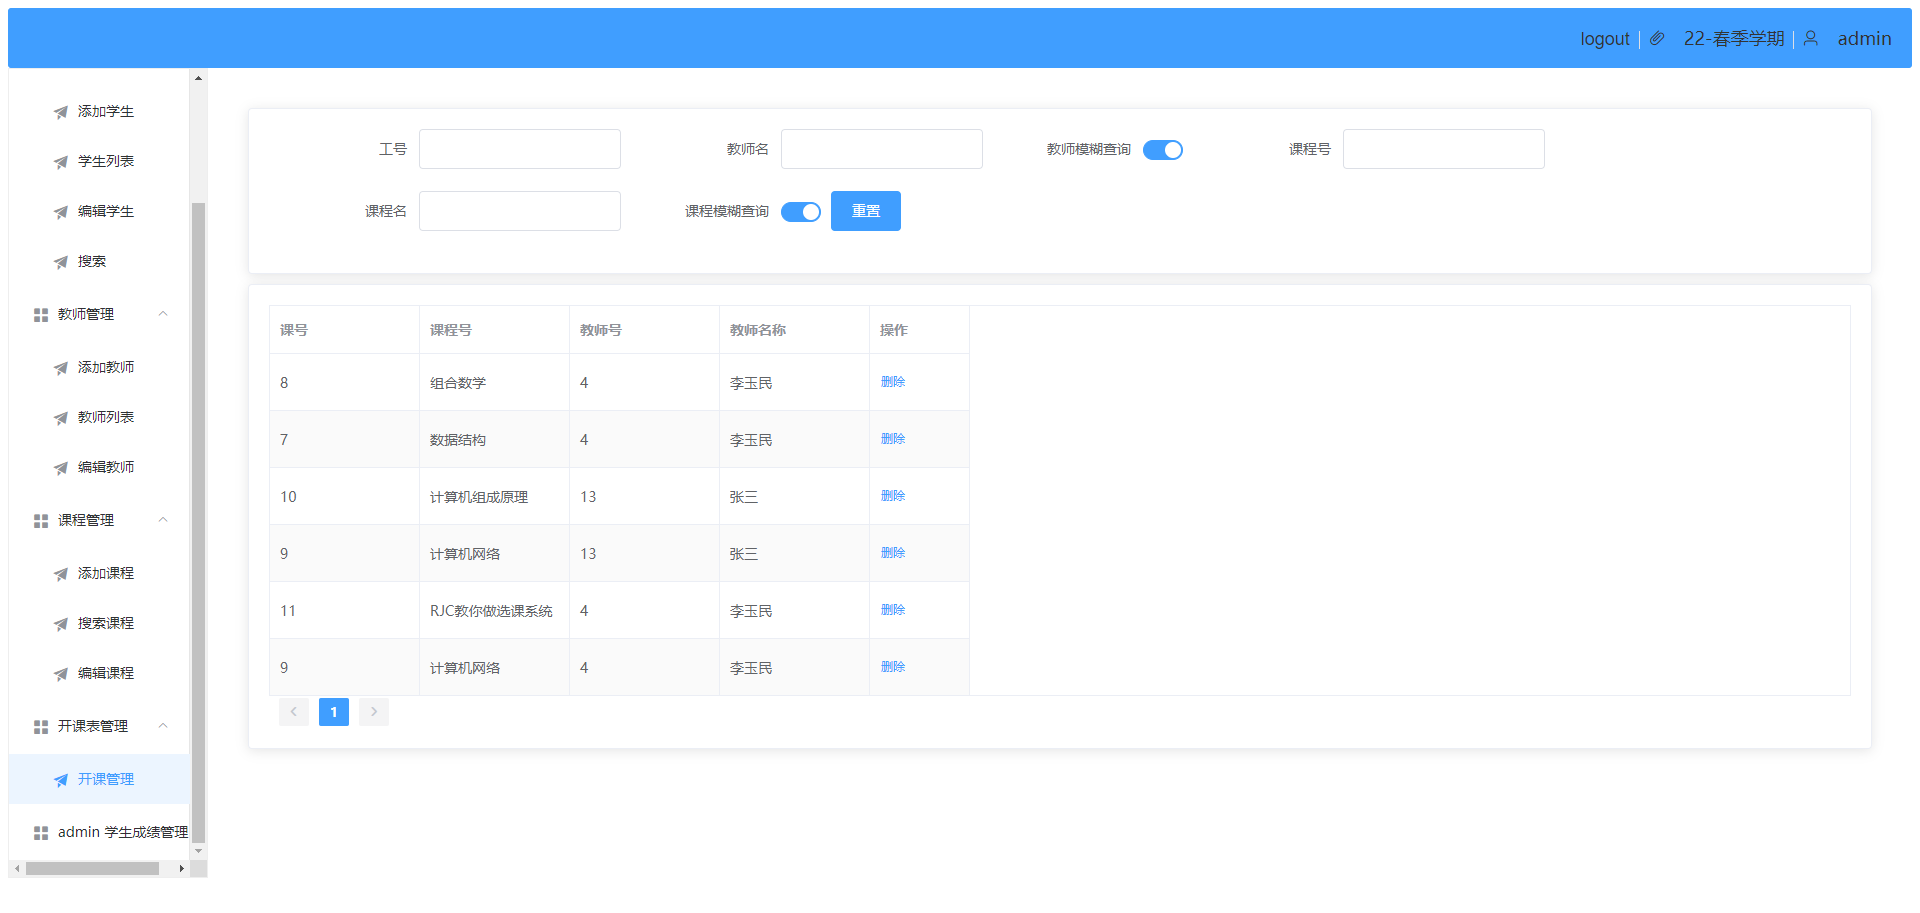 logout 22-春季学期 admin
添加学生
学生列表
编辑学生
搜索
教师管理
添加教师
教师列表
编辑教师
课程管理
添加课程
搜索课程
编辑课程
开课表管理
开课管理
admin 学生成绩管理
工号 教师名 教师模糊查询 课程号
课程名 课程模糊查询 重置
课号 课程号 教师号 教师名称 操作
8 组合数学 4 李玉民 删除
7 数据结构 4 李玉民 删除
10 计算机组成原理 13 张三 删除
9 计算机网络 13 张三 删除
11 RJC教你做选课系统 4 李玉民 删除
9 计算机网络 4 李玉民 删除
1